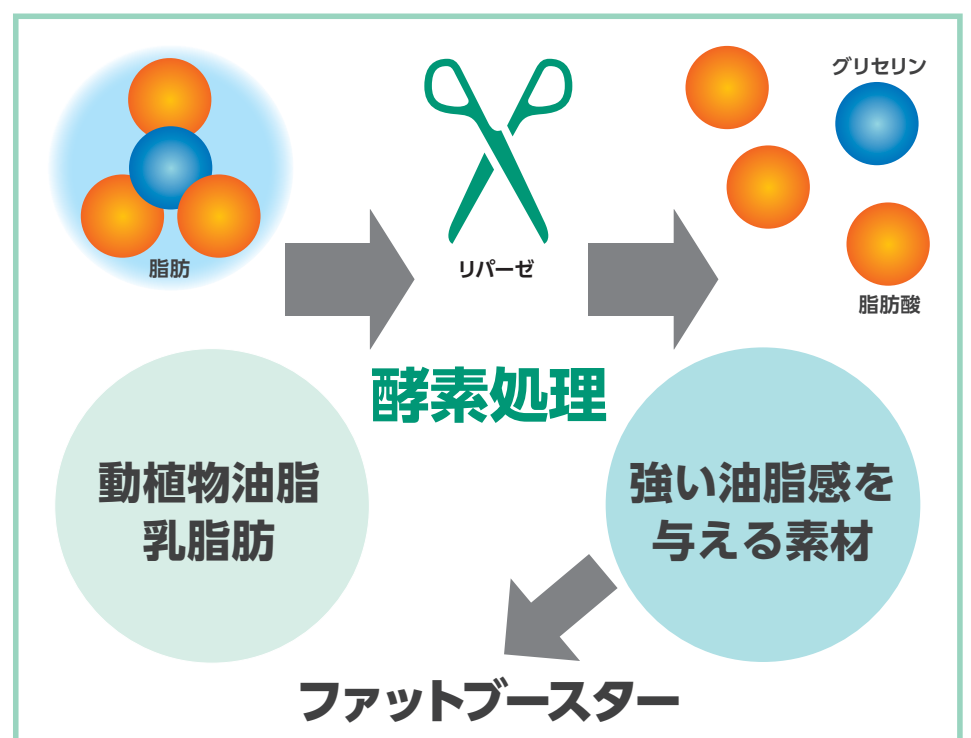 グリセリン
脂肪
リパーゼ
脂肪酸
酵素処理
動植物油脂
乳脂肪
強い油脂感を
与える素材
ファットブースター